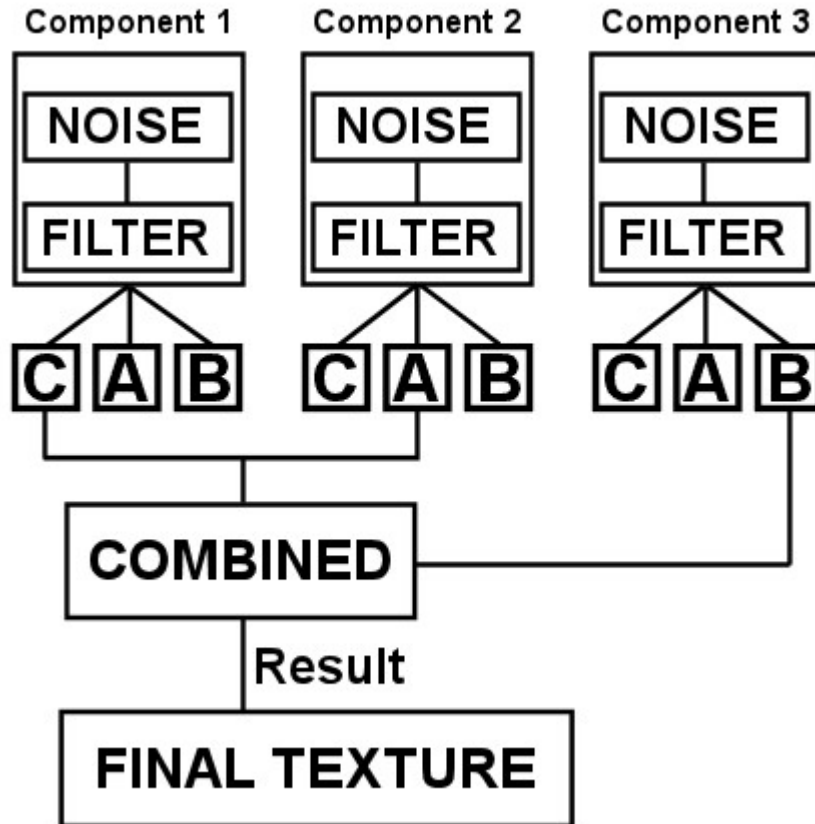 Component 1 Component 2 Component 3
NOISE NOISE NOISE
FILTER FILTER FILTER
C A B C A B C A B
COMBINED
Result
FINAL TEXTURE